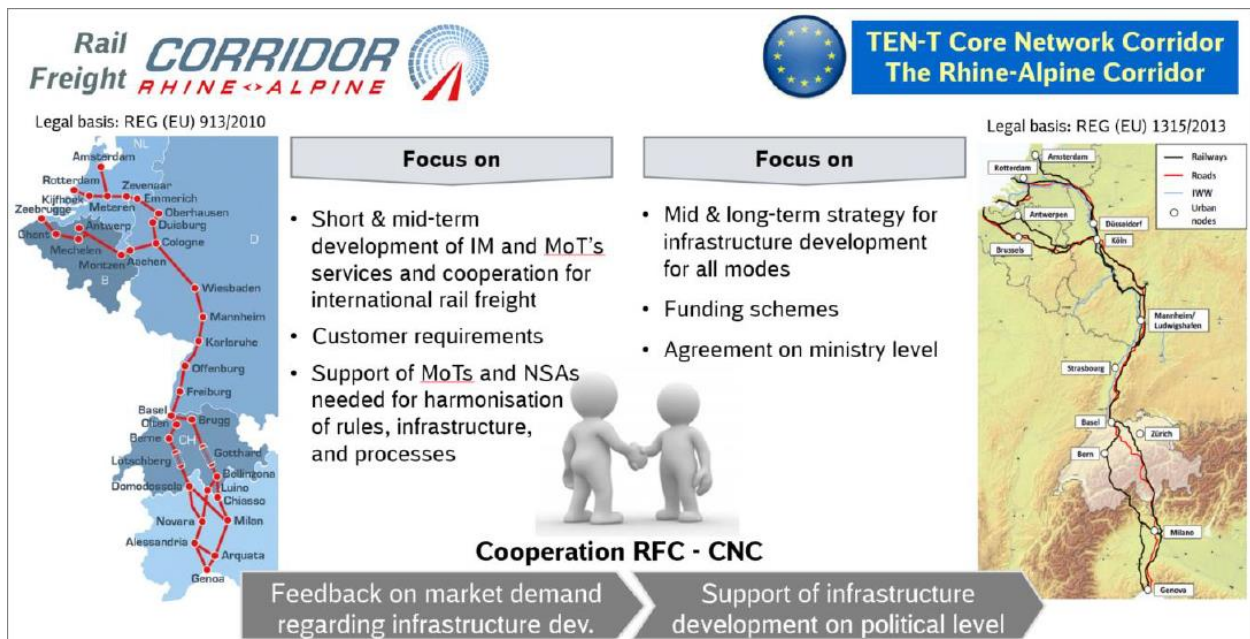 Rail
Freight
CORRIDOR
RHINE<>ALPINE
TEN-T Core Network Corridor
The Rhine-Alpine Corridor
Legal basis: REG (EU) 913/2010
NL
Amsterdam
Rotterdam
Zevenaar
Kijfhoek
Meteren
Emmerich
Zeebrugge
Oberhausen
Antwerp
Duisburg
Ghent
Cologne
D
Mechelen
Aachen
Montzen
B
Wiesbaden
Mannheim
Karlsruhe
Offenburg
Freiburg
Basel
Olten
Brugg
Berne
CH
Gotthard
Lötschberg
Bellinzona
Domodossola
Luino
Chiasso
Novara
Milan
Alessandria
Arquata
Genoa
Focus on
• Short & mid-term
development of IM and MoT's
services and cooperation for
international rail freight
• Customer requirements
• Support of MoTs and NSAs
needed for harmonisation
of rules, infrastructure,
and processes
Focus on
• Mid & long-term strategy for
infrastructure development
for all modes
• Funding schemes
• Agreement on ministry level
Legal basis: REG (EU) 1315/2013
Railways
Roads
IWW
Urban
nodes
Amsterdam
Rotterdam
Antwerpen
Düsseldorf
Brussels
Köln
Mannheim/
Ludwigshafen
Strasbourg
Basel
Zürich
Bern
Milano
Genova
Cooperation RFC - CNC
Feedback on market demand
regarding infrastructure dev.
Support of infrastructure
development on political level